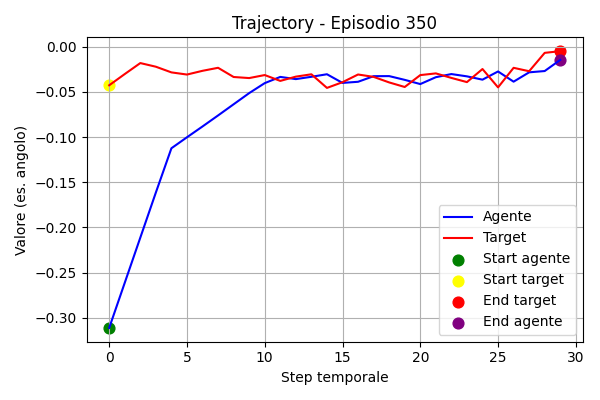 Trajectory - Episodio 350
Valore (es. angolo)
0.00
−0.05
−0.10
−0.15
−0.20
−0.25
−0.30
0 5 10 15 20 25 30
Step temporale
Agente
Target
Start agente
Start target
End target
End agente